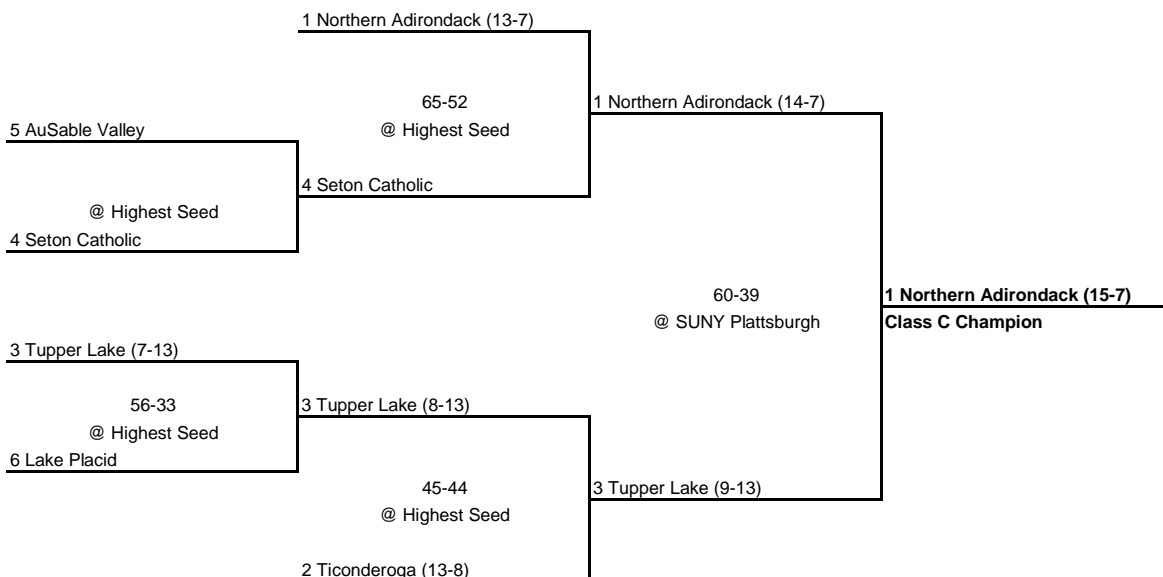 1 Northern Adirondack (13-7)
65-52
1 Northern Adirondack (14-7)
5 AuSable Valley
@ Highest Seed
4 Seton Catholic
@ Highest Seed
4 Seton Catholic
60-39
1 Northern Adirondack (15-7)
@ SUNY Plattsburgh
Class C Champion
3 Tupper Lake (7-13)
56-33
3 Tupper Lake (8-13)
@ Highest Seed
6 Lake Placid
45-44
3 Tupper Lake (9-13)
@ Highest Seed
2 Ticonderoga (13-8)